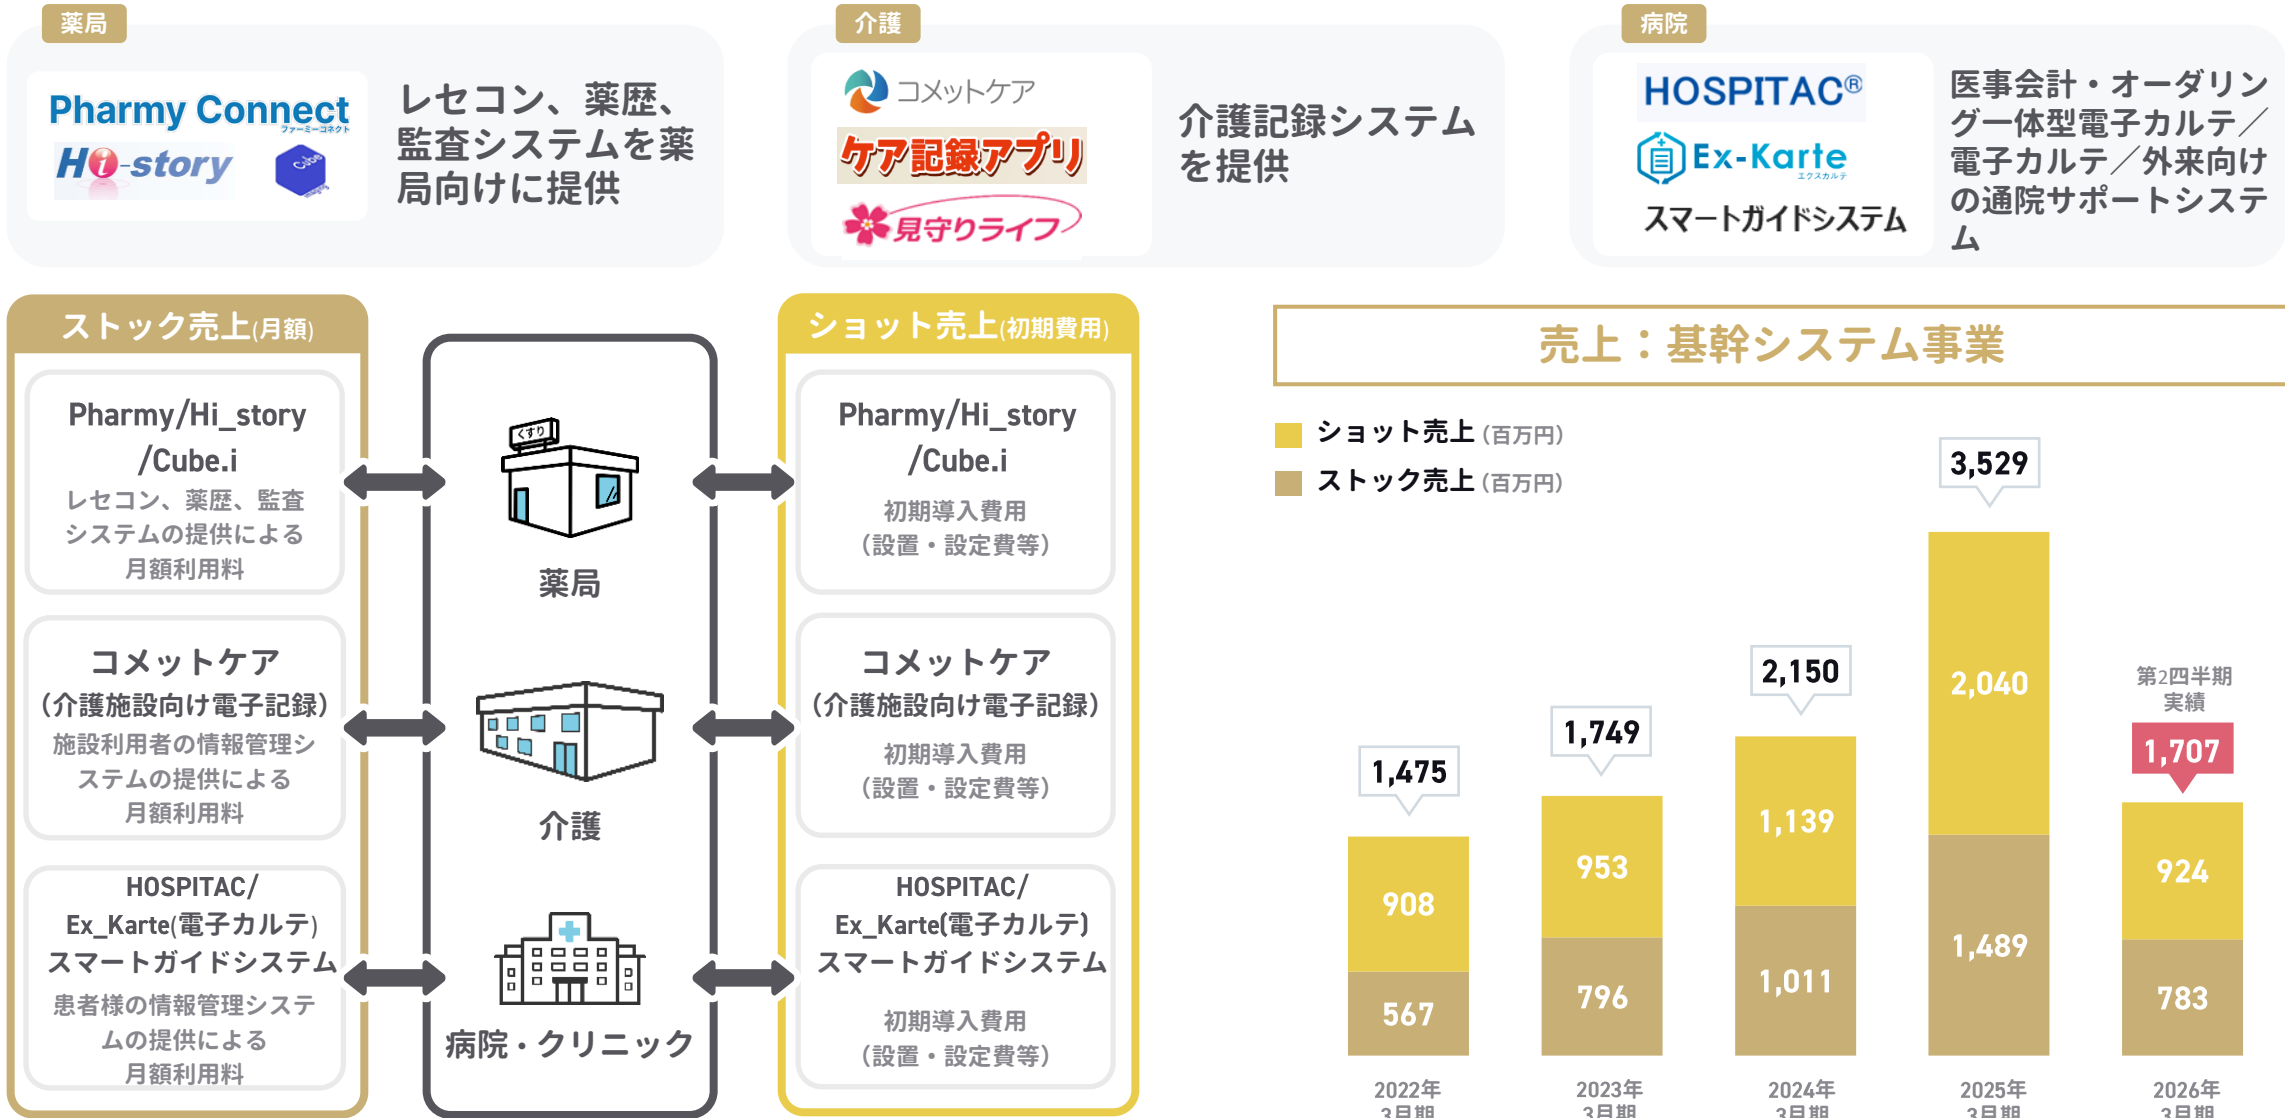 薬局
Pharmy Connect
ファーミーコネクト
Hi-story
Cube
レセコン、薬歴、
監査システムを薬
局向けに提供
介護
コメットケア
ケア記録アプリ
見守りライフ
介護記録システム
を提供
病院
HOSPITAC®
Ex-Karte
エクスカルテ
スマートガイドシステム
医事会計・オーダリン
グ一体型電子カルテ／
電子カルテ／外来向け
の通院サポートシステ
ム
ストック売上(月額)
Pharmy/Hi_story
/Cube.i
レセコン、薬歴、監査
システムの提供による
月額利用料
コメットケア
(介護施設向け電子記録)
施設利用者の情報管理シ
ステムの提供による
月額利用料
HOSPITAC/
Ex_Karte(電子カルテ)
スマートガイドシステム
患者様の情報管理システ
ムの提供による
月額利用料
くすり
薬局
介護
病院・クリニック
ショット売上(初期費用)
Pharmy/Hi_story
/Cube.i
初期導入費用
（設置・設定費等）
コメットケア
(介護施設向け電子記録)
初期導入費用
（設置・設定費等）
HOSPITAC/
Ex_Karte(電子カルテ)
スマートガイドシステム
初期導入費用
（設置・設定費等）
売上：基幹システム事業
ショット売上 (百万円)
ストック売上 (百万円)
1,475
908
567
2022年
3月期
1,749
953
796
2023年
3月期
2,150
1,139
1,011
2024年
3月期
3,529
2,040
1,489
2025年
3月期
第2四半期
実績
1,707
924
783
2026年
3月期